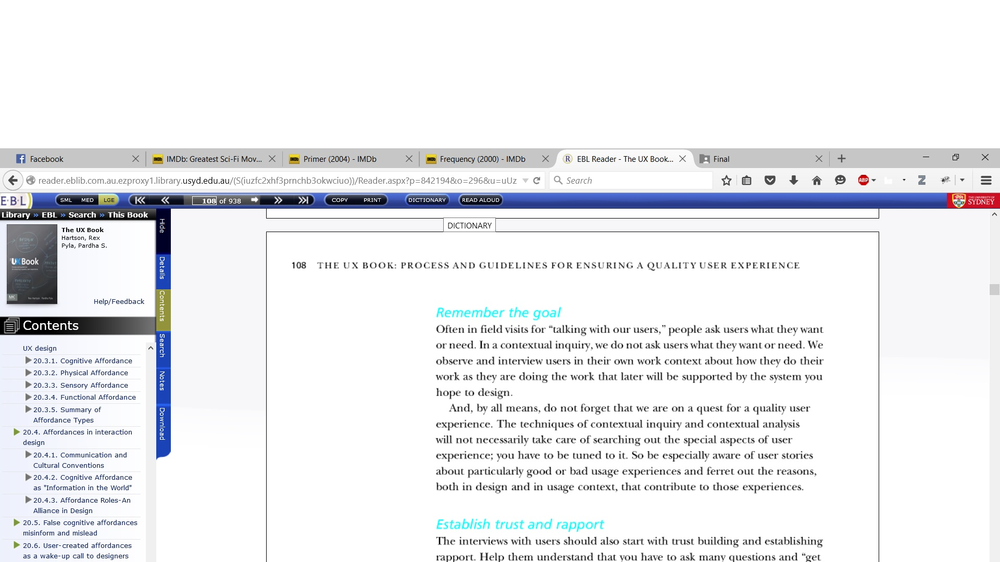 Facebook
IMDb: Greatest Sci-Fi Mov...
Primer (2004) - IMDb
Frequency (2000) - IMDb
EBL Reader - The UX Book...
Final
reader.eblib.com.au.ezproxy1.library.usyd.edu.au/(S(iuzfc2xhf3prnchb3okwciuo))/Reader.aspx?p=842194&o=296&u=uUz
Search
ABP
E·B·L
SML MED LGE
108 of 938
COPY PRINT
DICTIONARY
READ ALOUD
THE UNIVERSITY OF
SYDNEY
Library » EBL » Search » This Book
The UX Book
Hartson, Rex
Pyla, Pardha S.
UX Book
MK
Help/Feedback
Contents
UX design
20.3.1. Cognitive Affordance
20.3.2. Physical Affordance
20.3.3. Sensory Affordance
20.3.4. Functional Affordance
20.3.5. Summary of
Affordance Types
20.4. Affordances in interaction
design
20.4.1. Communication and
Cultural Conventions
20.4.2. Cognitive Affordance
as "Information in the World"
20.4.3. Affordance Roles-An
Alliance in Design
20.5. False cognitive affordances
misinform and mislead
20.6. User-created affordances
as a wake-up call to designers
Hide
Details
Contents
Search
Notes
Download
DICTIONARY
108 THE UX BOOK: PROCESS AND GUIDELINES FOR ENSURING A QUALITY USER EXPERIENCE
Remember the goal
Often in field visits for “talking with our users,” people ask users what they want
or need. In a contextual inquiry, we do not ask users what they want or need. We
observe and interview users in their own work context about how they do their
work as they are doing the work that later will be supported by the system you
hope to design.
And, by all means, do not forget that we are on a quest for a quality user
experience. The techniques of contextual inquiry and contextual analysis
will not necessarily take care of searching out the special aspects of user
experience; you have to be tuned to it. So be especially aware of user stories
about particularly good or bad usage experiences and ferret out the reasons,
both in design and in usage context, that contribute to those experiences.
Establish trust and rapport
The interviews with users should also start with trust building and establishing
rapport. Help them understand that you have to ask many questions and “get